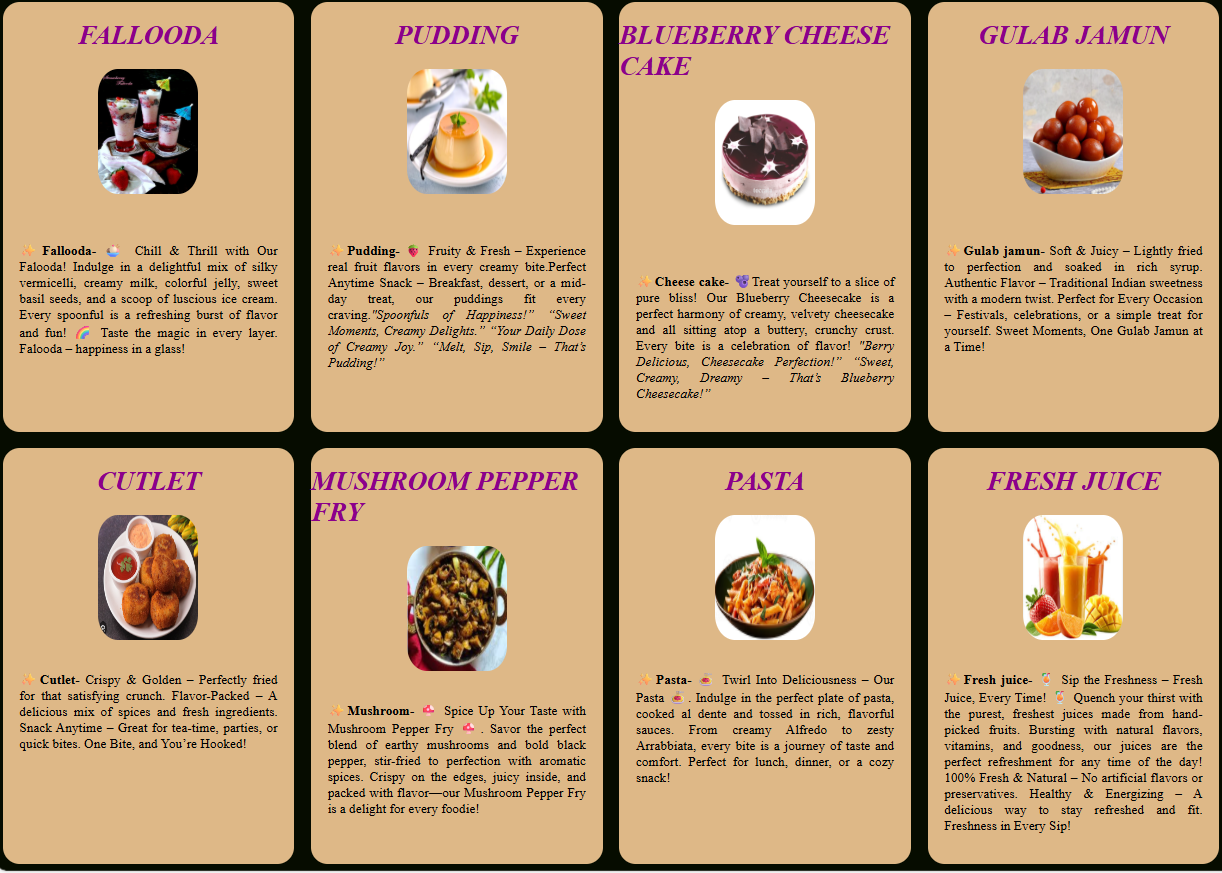 FALLOODA
✨ Fallooda- 🍨 Chill & Thrill with Our
Falooda! Indulge in a delightful mix of silky
vermicelli, creamy milk, colorful jelly, sweet
basil seeds, and a scoop of luscious ice cream.
Every spoonful is a refreshing burst of flavor
and fun! 🌈 Taste the magic in every layer.
Falooda – happiness in a glass!
PUDDING
✨ Pudding- 🍓 Fruity & Fresh – Experience
real fruit flavors in every creamy bite.Perfect
Anytime Snack – Breakfast, dessert, or a mid-
day treat, our puddings fit every
craving."Spoonfuls of Happiness!” “Sweet
Moments, Creamy Delights.” “Your Daily Dose
of Creamy Joy.” “Melt, Sip, Smile – That’s
Pudding!”
BLUEBERRY CHEESE
CAKE
✨ Cheese cake- 🍇Treat yourself to a slice of
pure bliss! Our Blueberry Cheesecake is a
perfect harmony of creamy, velvety cheesecake
and all sitting atop a buttery, crunchy crust.
Every bite is a celebration of flavor! "Berry
Delicious, Cheesecake Perfection!” “Sweet,
Creamy, Dreamy – That’s Blueberry
Cheesecake!”
GULAB JAMUN
✨ Gulab jamun- Soft & Juicy – Lightly fried
to perfection and soaked in rich syrup.
Authentic Flavor – Traditional Indian sweetness
with a modern twist. Perfect for Every Occasion
– Festivals, celebrations, or a simple treat for
yourself. Sweet Moments, One Gulab Jamun at
a Time!
CUTLET
✨ Cutlet- Crispy & Golden – Perfectly fried
for that satisfying crunch. Flavor-Packed – A
delicious mix of spices and fresh ingredients.
Snack Anytime – Great for tea-time, parties, or
quick bites. One Bite, and You’re Hooked!
MUSHROOM PEPPER
FRY
✨ Mushroom- 🍄 Spice Up Your Taste with
Mushroom Pepper Fry 🍄 . Savor the perfect
blend of earthy mushrooms and bold black
pepper, stir-fried to perfection with aromatic
spices. Crispy on the edges, juicy inside, and
packed with flavor—our Mushroom Pepper Fry
is a delight for every foodie!
PASTA
✨ Pasta- 🍝 Twirl Into Deliciousness – Our
Pasta 🍝 . Indulge in the perfect plate of pasta,
cooked al dente and tossed in rich, flavorful
sauces. From creamy Alfredo to zesty
Arrabbiata, every bite is a journey of taste and
comfort. Perfect for lunch, dinner, or a cozy
snack!
FRESH JUICE
✨ Fresh juice- 🍹 Sip the Freshness – Fresh
Juice, Every Time! 🍹 Quench your thirst with
the purest, freshest juices made from hand-
picked fruits. Bursting with natural flavors,
vitamins, and goodness, our juices are the
perfect refreshment for any time of the day!
100% Fresh & Natural – No artificial flavors or
preservatives. Healthy & Energizing – A
delicious way to stay refreshed and fit.
Freshness in Every Sip!